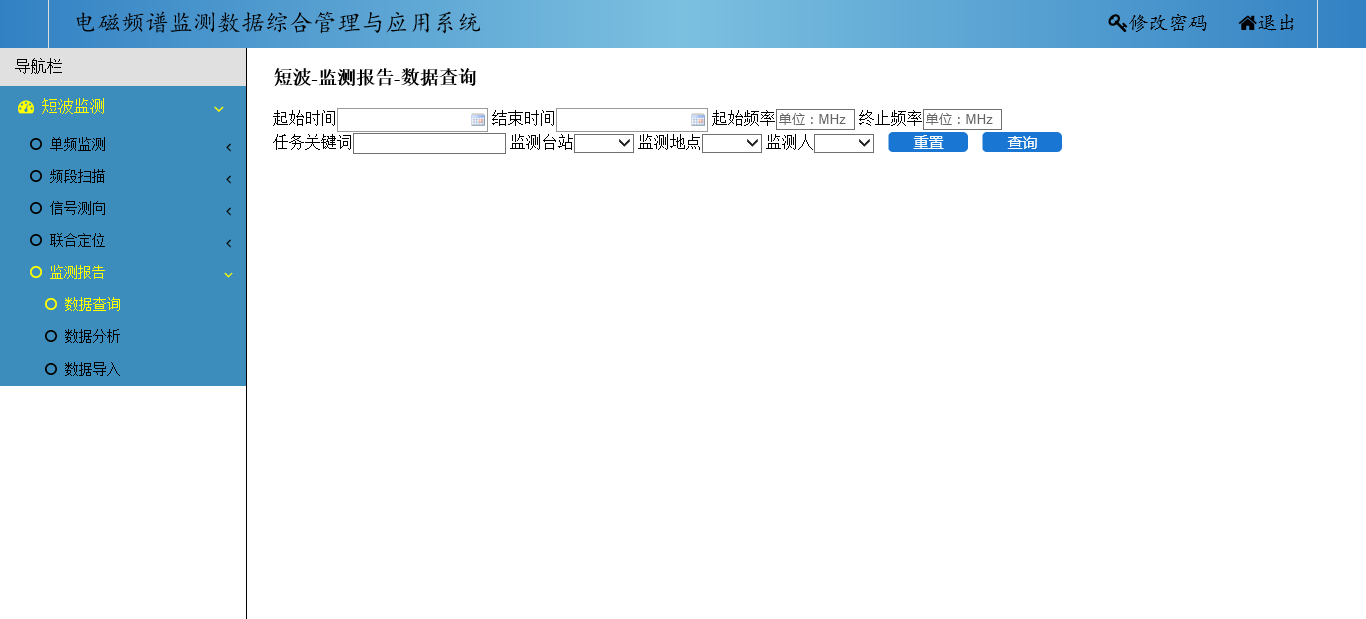 电磁频谱监测数据综合管理与应用系统 修改密码 退出
导航栏
短波监测
单频监测
频段扫描
信号测向
联合定位
监测报告
数据查询
数据分析
数据导入
短波-监测报告-数据查询
起始时间 结束时间 起始频率 单位：MHz 终止频率 单位：MHz
任务关键词 监测台站 监测地点 监测人 重置 查询